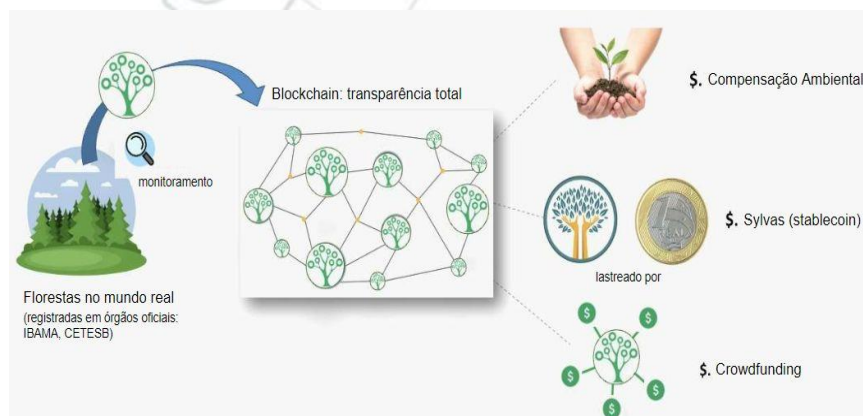 Blockchain: transparência total
monitoramento
Florestas no mundo real
(registradas em órgãos oficiais:
IBAMA, CETESB)
$. Compensação Ambiental
$. Sylvas (stablecoin)
lastreado por
$. Crowdfunding